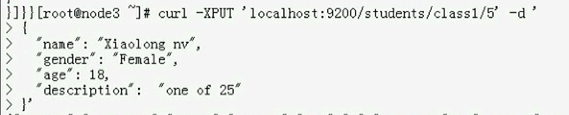 }]}}[root@node3 ~]# curl -XPUT 'localhost:9200/students/class1/5' -d '
> {
>   "name": "Xiaolong nv",
>   "gender": "Female",
>   "age": 18,
>   "description":  "one of 25"
> }'